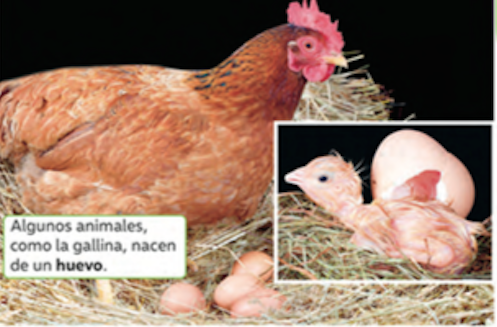 Algunos animales,
como la gallina, nacen
de un huevo.